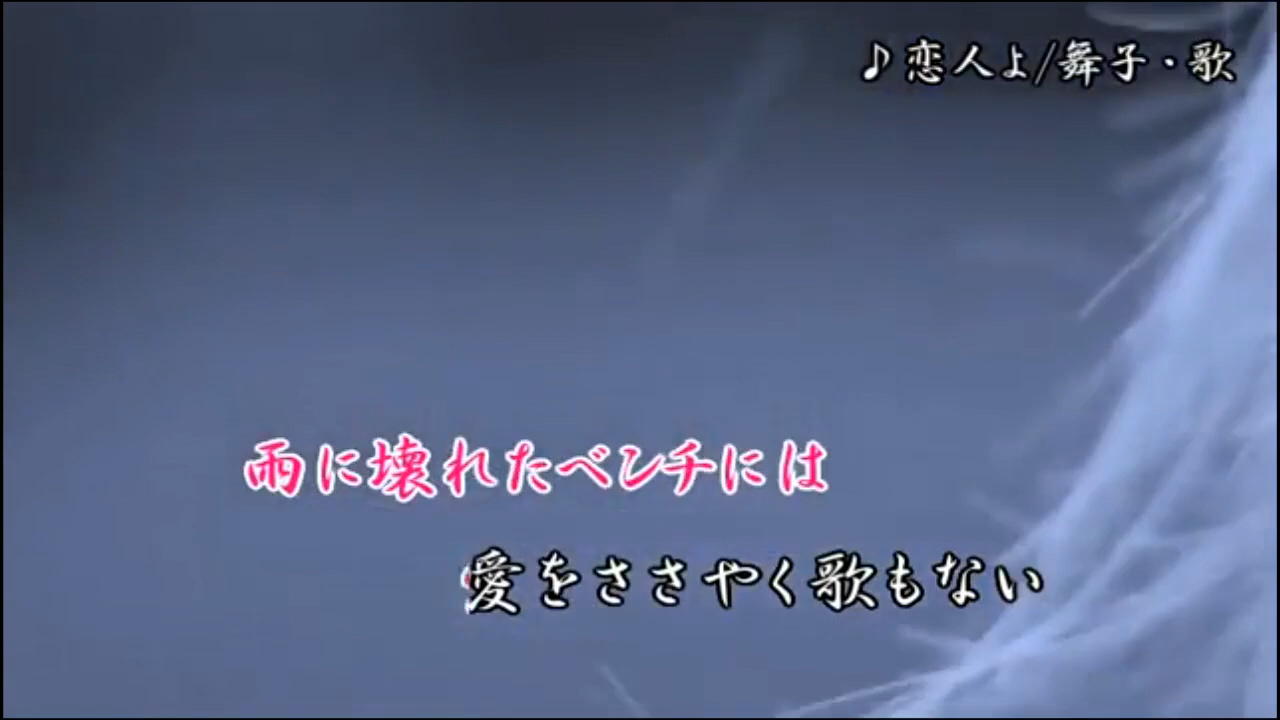 ♪恋人よ/舞子・歌
雨に壊れたベンチには
愛をささやく歌もない